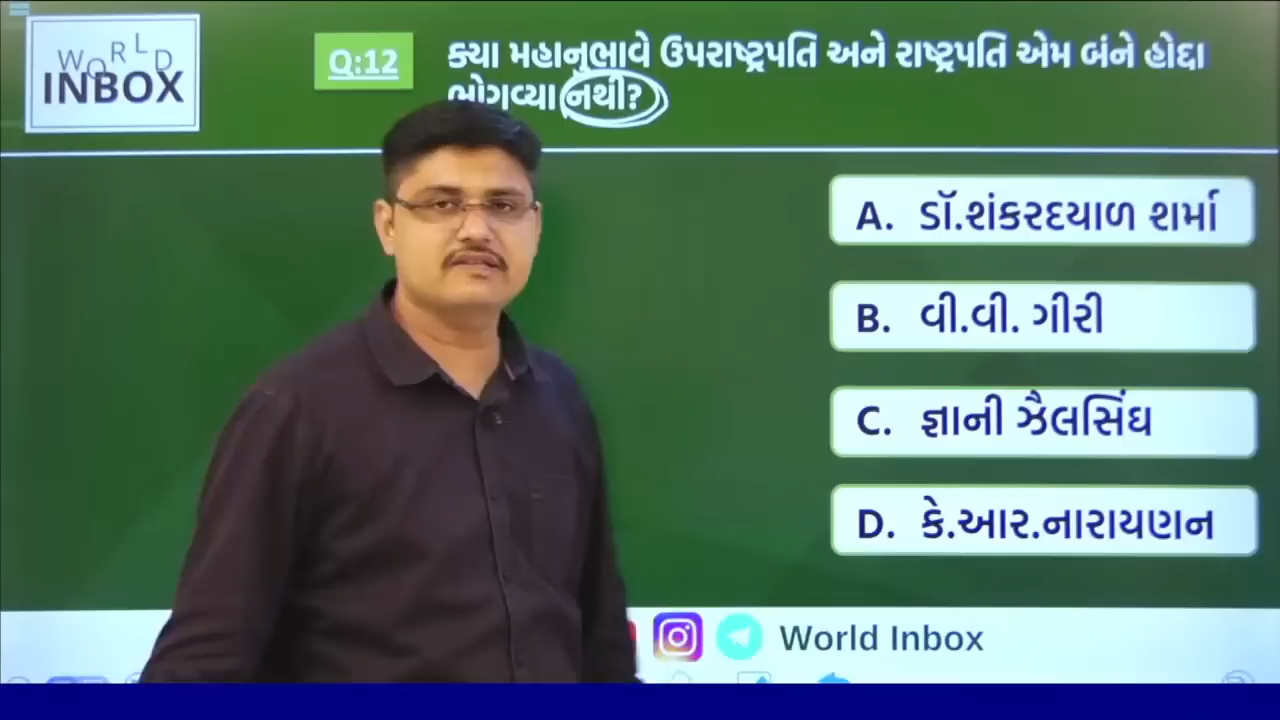 WORLD
INBOX
Q:12
ક્યા મહાનુભાવે ઉપરાષ્ટ્રપતિ અને રાષ્ટ્રપતિ એમ બંને હોદ્દા
ભોગવ્યા નથી?
A. ડૉ.શંકરદયાળ શર્મા
B. વી.વી. ગીરી
C. જ્ઞાની ઝૈલસિંઘ
D. કે.આર.નારાયણન
World Inbox